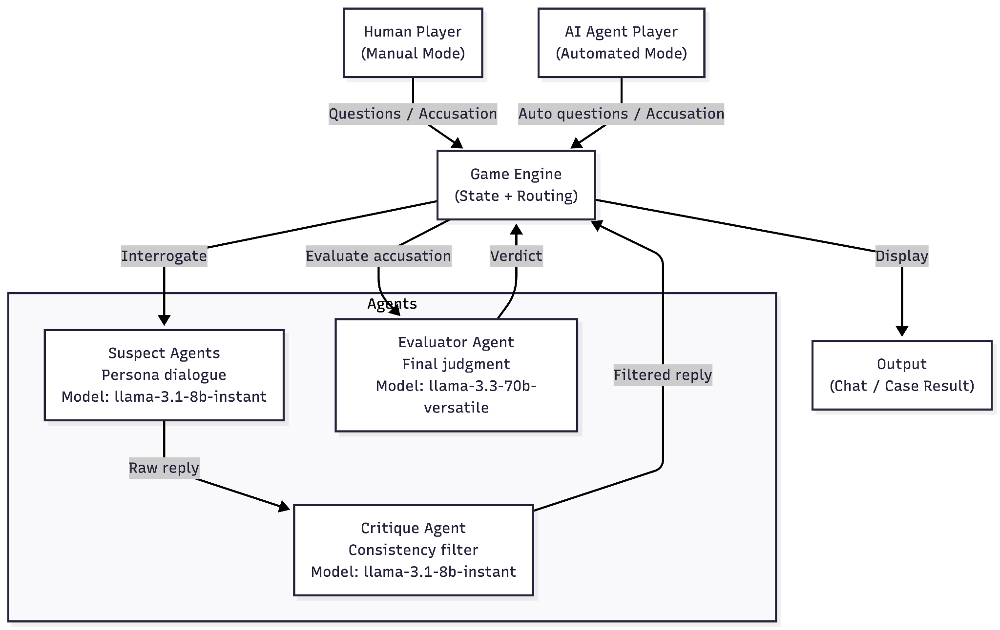 Human Player
(Manual Mode)
AI Agent Player
(Automated Mode)
Questions / Accusation
Auto questions / Accusation
Game Engine
(State + Routing)
Interrogate
Evaluate accusation
Verdict
Display
Agents
Suspect Agents
Persona dialogue
Model: llama-3.1-8b-instant
Evaluator Agent
Final judgment
Model: llama-3.3-70b-
versatile
Filtered reply
Output
(Chat / Case Result)
Raw reply
Critique Agent
Consistency filter
Model: llama-3.1-8b-instant